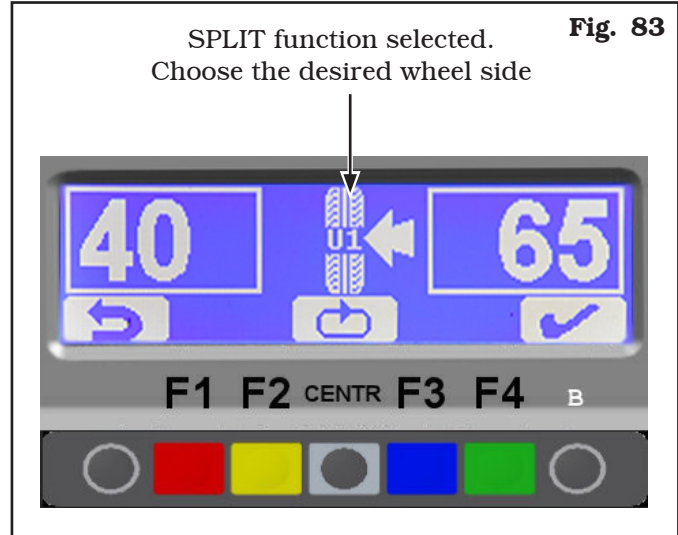 Fig. 83
SPLIT function selected.
Choose the desired wheel side
40 U1 65
F1 F2 CENTR F3 F4 B